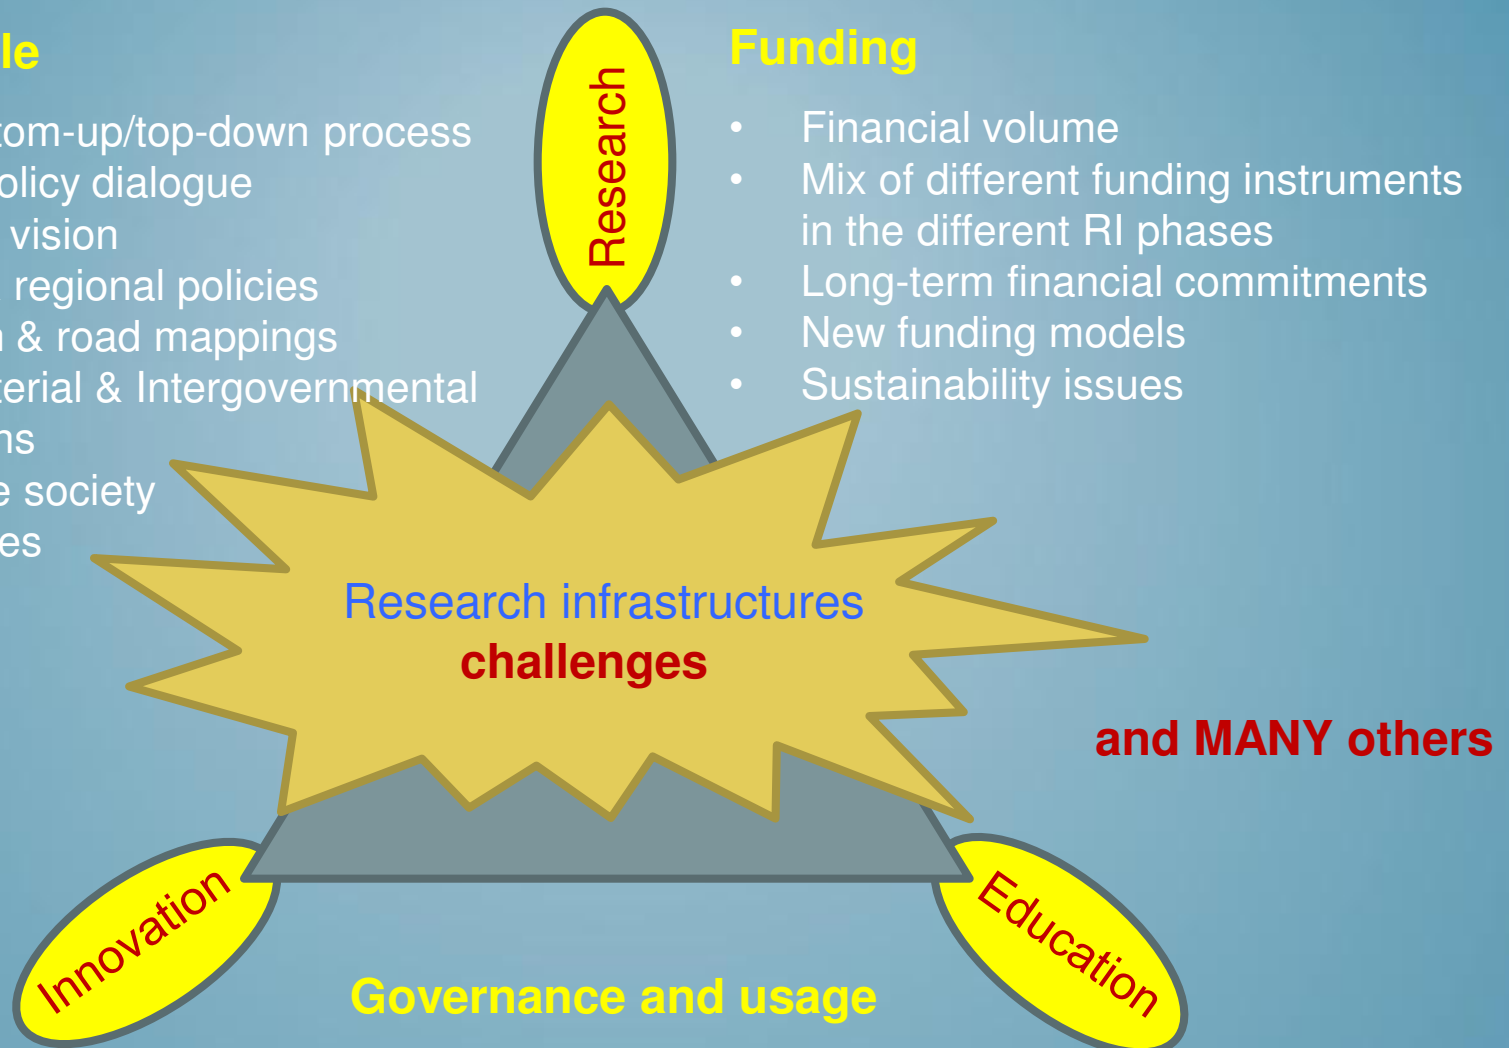 le
tom-up/top-down process
olicy dialogue
vision
regional policies
& road mappings
terial & Intergovernmental
ns
e society
es
Research
Funding
• Financial volume
• Mix of different funding instruments
in the different RI phases
• Long-term financial commitments
• New funding models
• Sustainability issues
Research infrastructures
challenges
and MANY others
Innovation
Education
Governance and usage